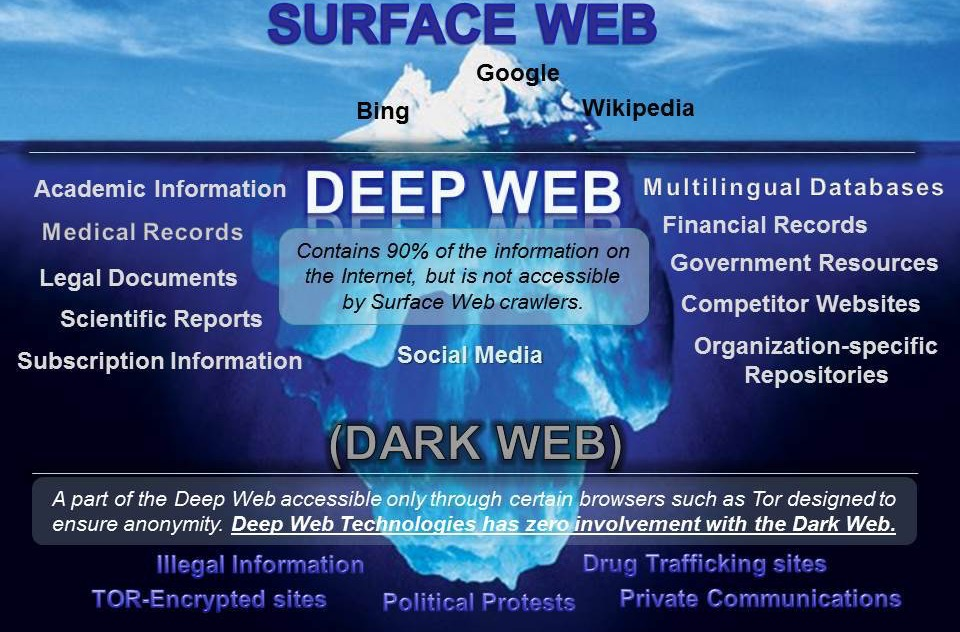 SURFACE WEB
Google
Bing
Wikipedia
DEEP WEB
Academic Information
Medical Records
Legal Documents
Scientific Reports
Subscription Information
Contains 90% of the information on
the Internet, but is not accessible
by Surface Web crawlers.
Social Media
Multilingual Databases
Financial Records
Government Resources
Competitor Websites
Organization-specific
Repositories
(DARK WEB)
A part of the Deep Web accessible only through certain browsers such as Tor designed to
ensure anonymity. Deep Web Technologies has zero involvement with the Dark Web.
Illegal Information
Drug Trafficking sites
TOR-Encrypted sites
Political Protests
Private Communications